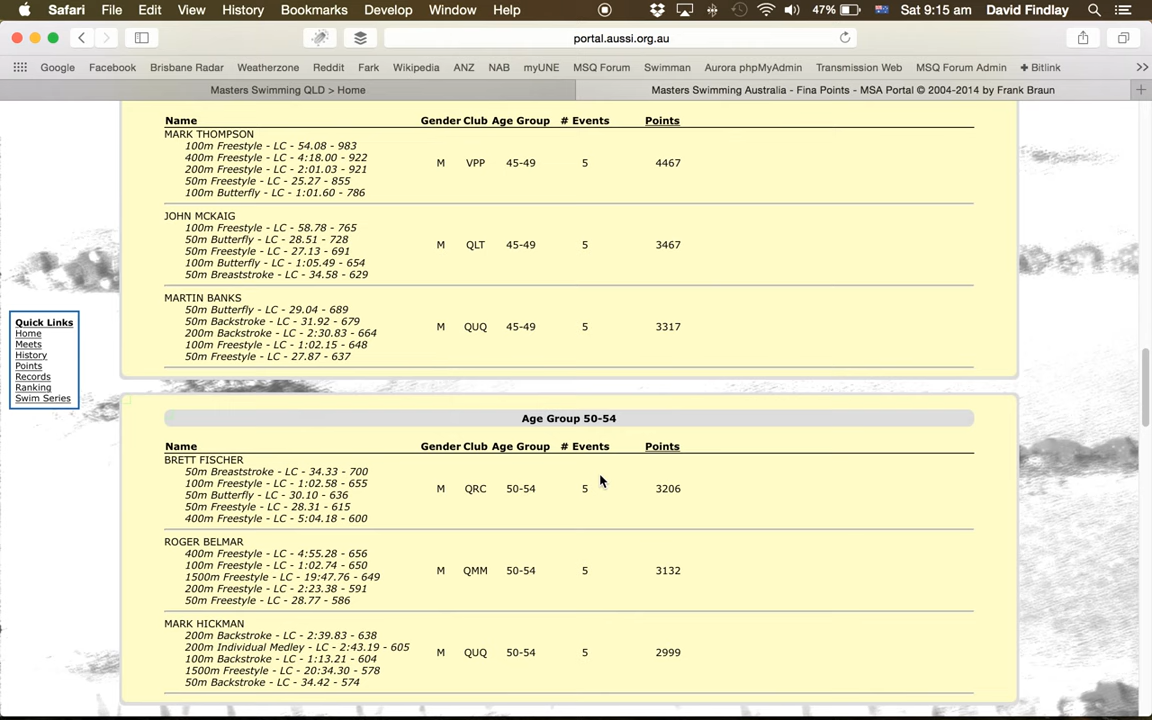 Safari File Edit View History Bookmarks Develop Window Help 47% Sat 9:15 am David Findlay
portal.aussi.org.au
Google Facebook Brisbane Radar Weatherzone Reddit Fark Wikipedia ANZ NAB myUNE MSQ Forum Swimman Aurora phpMyAdmin Transmission Web MSQ Forum Admin + Bitlink >>
Masters Swimming QLD > Home Masters Swimming Australia - Fina Points - MSA Portal © 2004-2014 by Frank Braun +
Name Gender Club Age Group # Events Points
MARK THOMPSON
100m Freestyle - LC - 54.08 - 983
400m Freestyle - LC - 4:18.00 - 922
200m Freestyle - LC - 2:01.03 - 921
50m Freestyle - LC - 25.27 - 855
100m Butterfly - LC - 1:01.60 - 786
M VPP 45-49 5 4467
JOHN MCKAIG
100m Freestyle - LC - 58.78 - 765
50m Butterfly - LC - 28.51 - 728
50m Freestyle - LC - 27.13 - 691
100m Butterfly - LC - 1:05.49 - 654
50m Breaststroke - LC - 34.58 - 629
M QLT 45-49 5 3467
MARTIN BANKS
50m Butterfly - LC - 29.04 - 689
50m Backstroke - LC - 31.92 - 679
200m Backstroke - LC - 2:30.83 - 664
100m Freestyle - LC - 1:02.15 - 648
50m Freestyle - LC - 27.87 - 637
M QUQ 45-49 5 3317
Quick Links
Home
Meets
History
Points
Records
Ranking
Swim Series
Age Group 50-54
Name Gender Club Age Group # Events Points
BRETT FISCHER
50m Breaststroke - LC - 34.33 - 700
100m Freestyle - LC - 1:02.58 - 655
50m Butterfly - LC - 30.10 - 636
50m Freestyle - LC - 28.31 - 615
400m Freestyle - LC - 5:04.18 - 600
M QRC 50-54 5 3206
ROGER BELMAR
400m Freestyle - LC - 4:55.28 - 656
100m Freestyle - LC - 1:02.74 - 650
1500m Freestyle - LC - 19:47.76 - 649
200m Freestyle - LC - 2:23.38 - 591
50m Freestyle - LC - 28.77 - 586
M QMM 50-54 5 3132
MARK HICKMAN
200m Backstroke - LC - 2:39.83 - 638
200m Individual Medley - LC - 2:43.19 - 605
100m Backstroke - LC - 1:13.21 - 604
1500m Freestyle - LC - 20:34.30 - 578
50m Backstroke - LC - 34.42 - 574
M QUQ 50-54 5 2999